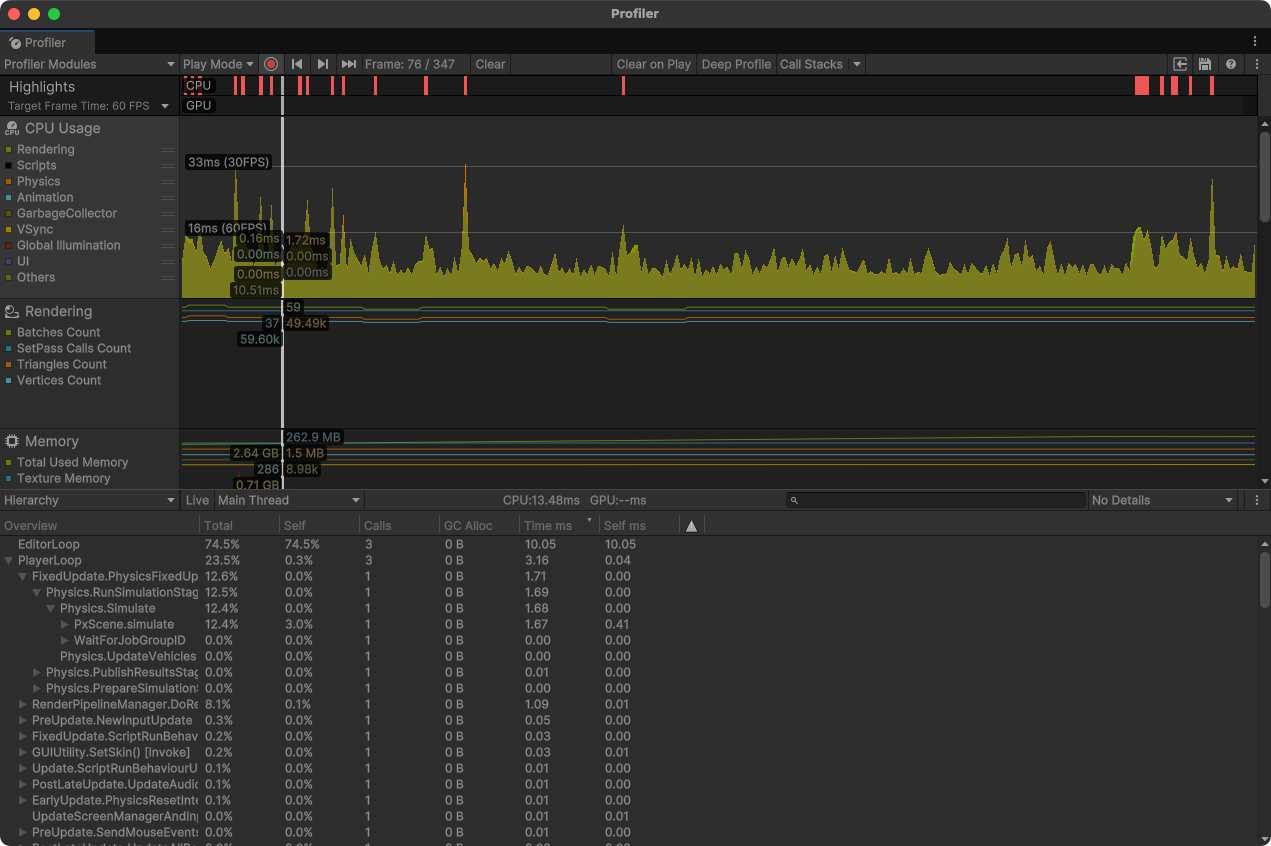 Profiler
Profiler
Profiler Modules Play Mode Frame: 76 / 347 Clear Clear on Play Deep Profile Call Stacks
Highlights CPU
Target Frame Time: 60 FPS GPU
CPU Usage
Rendering
Scripts
Physics
Animation
GarbageCollector
VSync
Global Illumination
UI
Others
33ms (30FPS)
16ms (60FPS)
0.16ms 1.72ms
0.00ms 0.00ms
0.00ms 0.00ms
10.51ms
Rendering
Batches Count
SetPass Calls Count
Triangles Count
Vertices Count
59
37 49.49k
59.60k
Memory
Total Used Memory
Texture Memory
262.9 MB
2.64 GB 1.5 MB
286 8.98k
0.71 GB
Hierarchy Live Main Thread CPU:13.48ms GPU:--ms No Details
Overview Total Self Calls GC Alloc Time ms Self ms
EditorLoop 74.5% 74.5% 3 0 B 10.05 10.05
PlayerLoop 23.5% 0.3% 3 0 B 3.16 0.04
FixedUpdate.PhysicsFixedUp 12.6% 0.0% 1 0 B 1.71 0.00
Physics.RunSimulationStag 12.5% 0.0% 1 0 B 1.69 0.00
Physics.Simulate 12.4% 0.0% 1 0 B 1.68 0.00
PxScene.simulate 12.4% 3.0% 1 0 B 1.67 0.41
WaitForJobGroupID 0.0% 0.0% 1 0 B 0.00 0.00
Physics.UpdateVehicles 0.0% 0.0% 1 0 B 0.00 0.00
Physics.PublishResultsStag 0.0% 0.0% 1 0 B 0.01 0.00
Physics.PrepareSimulation 0.0% 0.0% 1 0 B 0.00 0.00
RenderPipelineManager.DoRe 8.1% 0.1% 1 0 B 1.09 0.01
PreUpdate.NewInputUpdate 0.3% 0.0% 1 0 B 0.05 0.00
FixedUpdate.ScriptRunBehav 0.2% 0.0% 1 0 B 0.03 0.00
GUIUtility.SetSkin() [Invoke] 0.2% 0.0% 1 0 B 0.03 0.01
Update.ScriptRunBehaviourU 0.1% 0.0% 1 0 B 0.01 0.00
PostLateUpdate.UpdateAudio 0.1% 0.0% 1 0 B 0.01 0.00
EarlyUpdate.PhysicsResetInte 0.1% 0.0% 1 0 B 0.01 0.00
UpdateScreenManagerAndInp 0.0% 0.0% 1 0 B 0.01 0.01
PreUpdate.SendMouseEvents 0.0% 0.0% 1 0 B 0.01 0.00